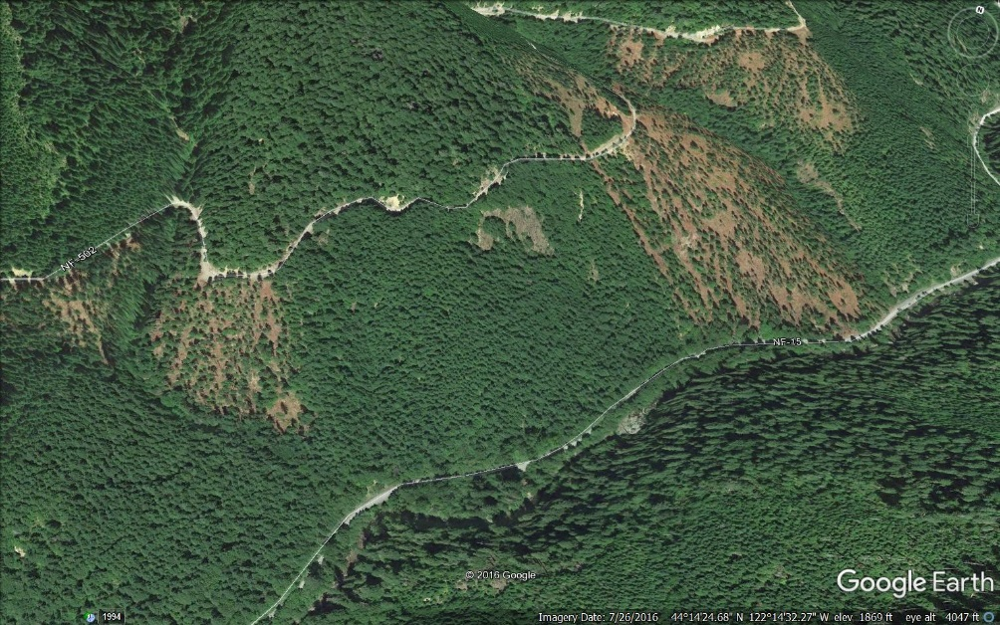 N
NF-502
NF-15
© 2016 Google
Google Earth
1994
Imagery Date: 7/26/2016 44°14'24.68" N 122°14'32.27" W elev 1869 ft eye alt 4047 ft